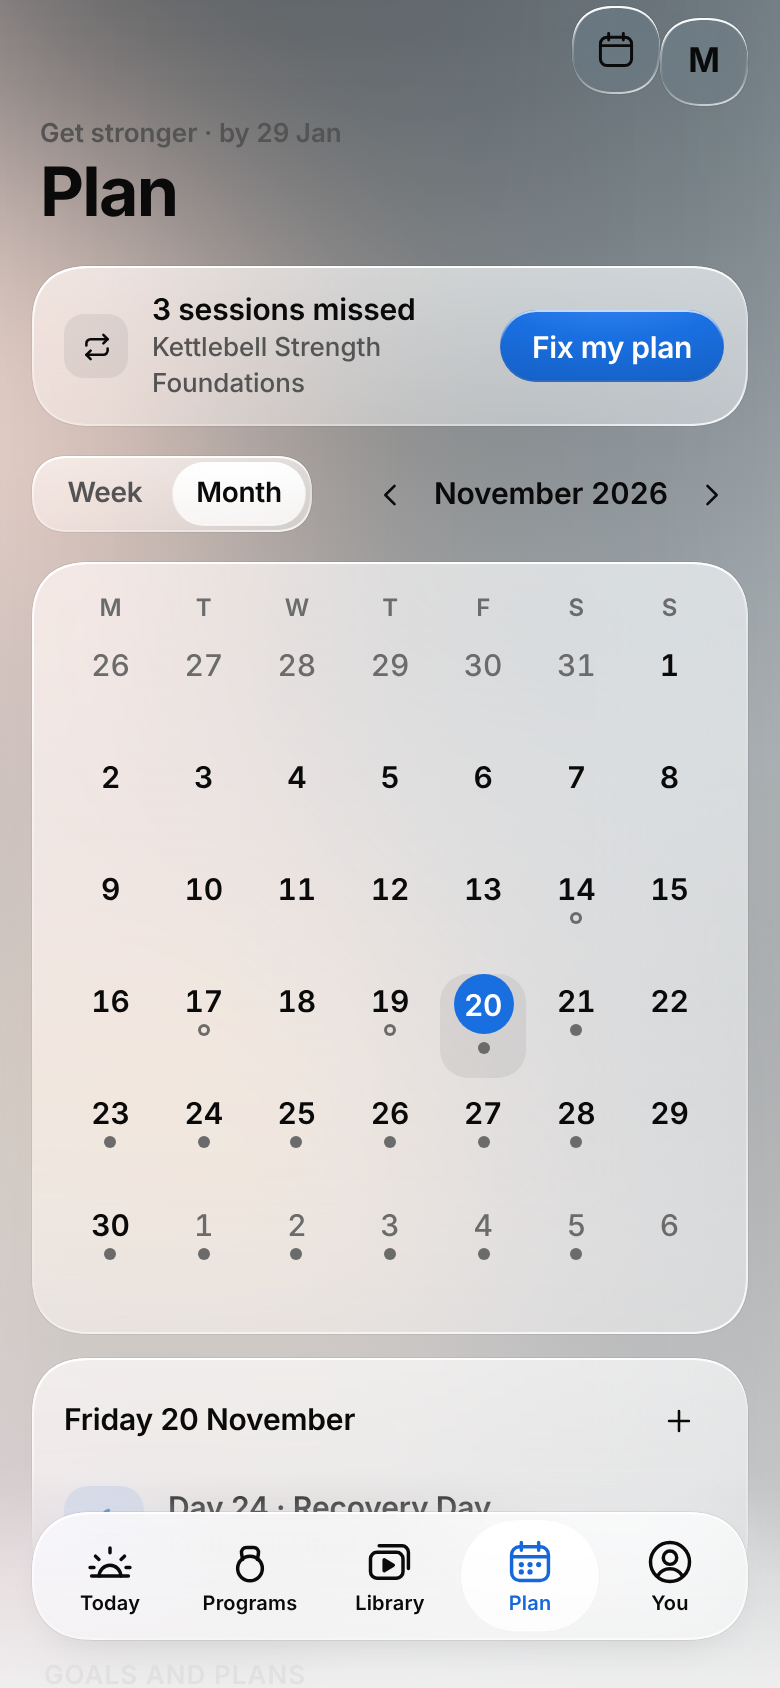 M
Get stronger · by 29 Jan
Plan
3 sessions missed
Kettlebell Strength
Foundations
Fix my plan
Week Month November 2026
M T W T F S S
26 27 28 29 30 31 1
2 3 4 5 6 7 8
9 10 11 12 13 14 15
16 17 18 19 20 21 22
23 24 25 26 27 28 29
30 1 2 3 4 5 6
Friday 20 November
Day 24 · Recovery Day
Today Programs Library Plan You
GOALS AND PLANS